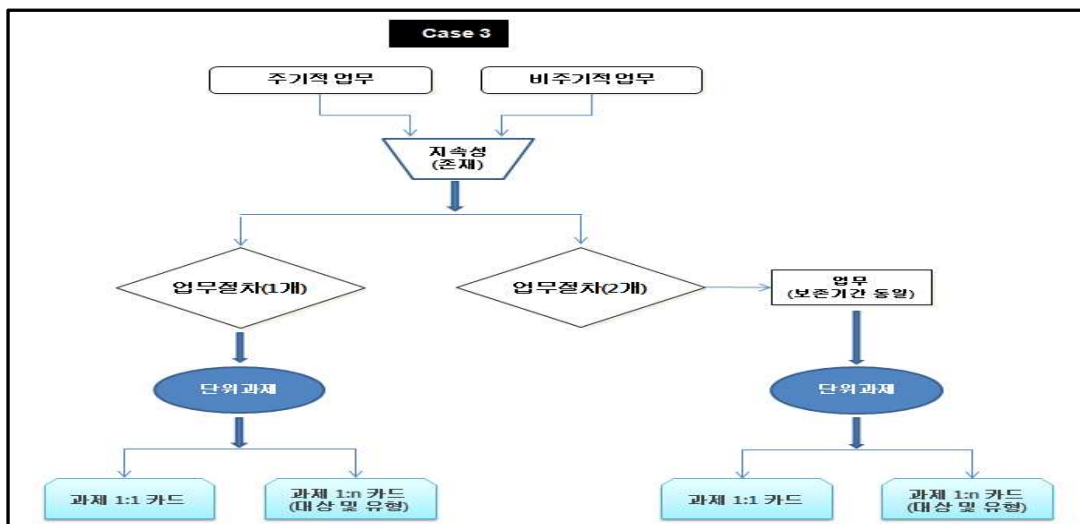 Case 3
주기적 업무
비주기적 업무
지속성
(존재)
업무절차(1개)
업무절차(2개)
업무
(보존기간 동일)
단위과제
단위과제
과제 1:1 카드
과제 1:n 카드
(대상 및 유형)
과제 1:1 카드
과제 1:n 카드
(대상 및 유형)